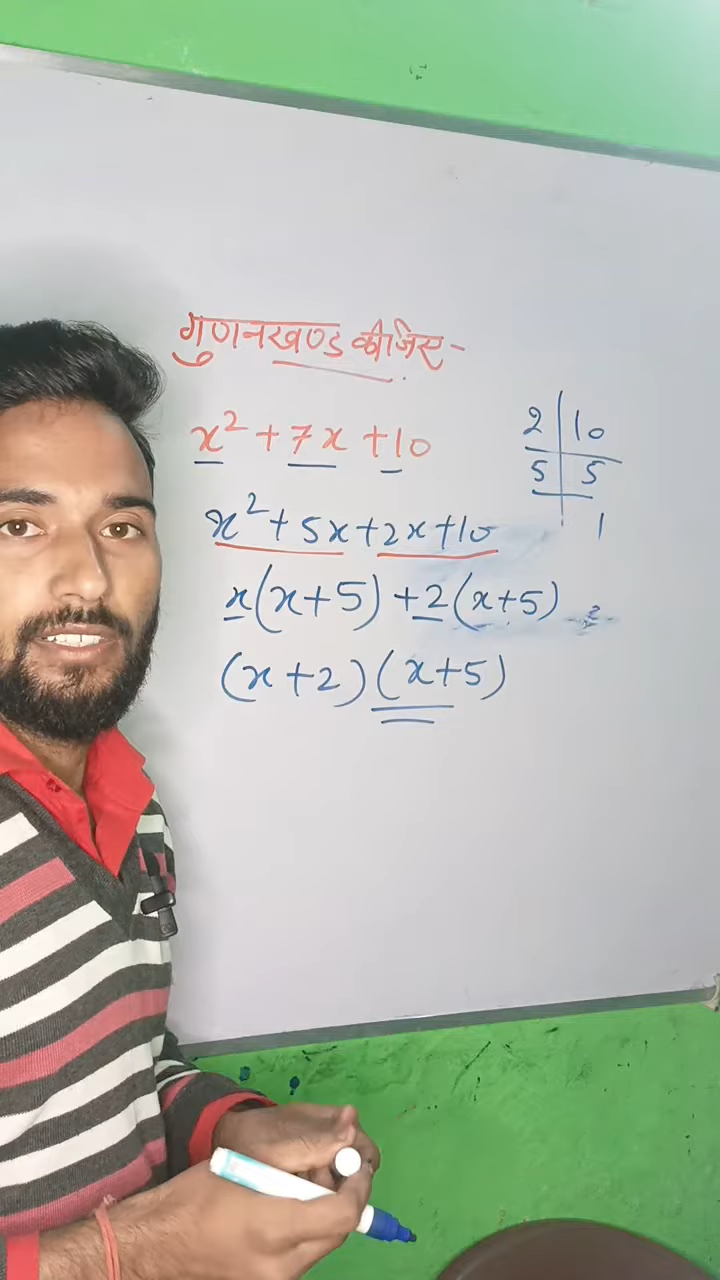 गुणनखण्ड कीजिए -
x² + 7x + 10
x² + 5x + 2x + 10
x(x+5) + 2(x+5)
(x+2)(x+5)
2 | 10
5 | 5
1